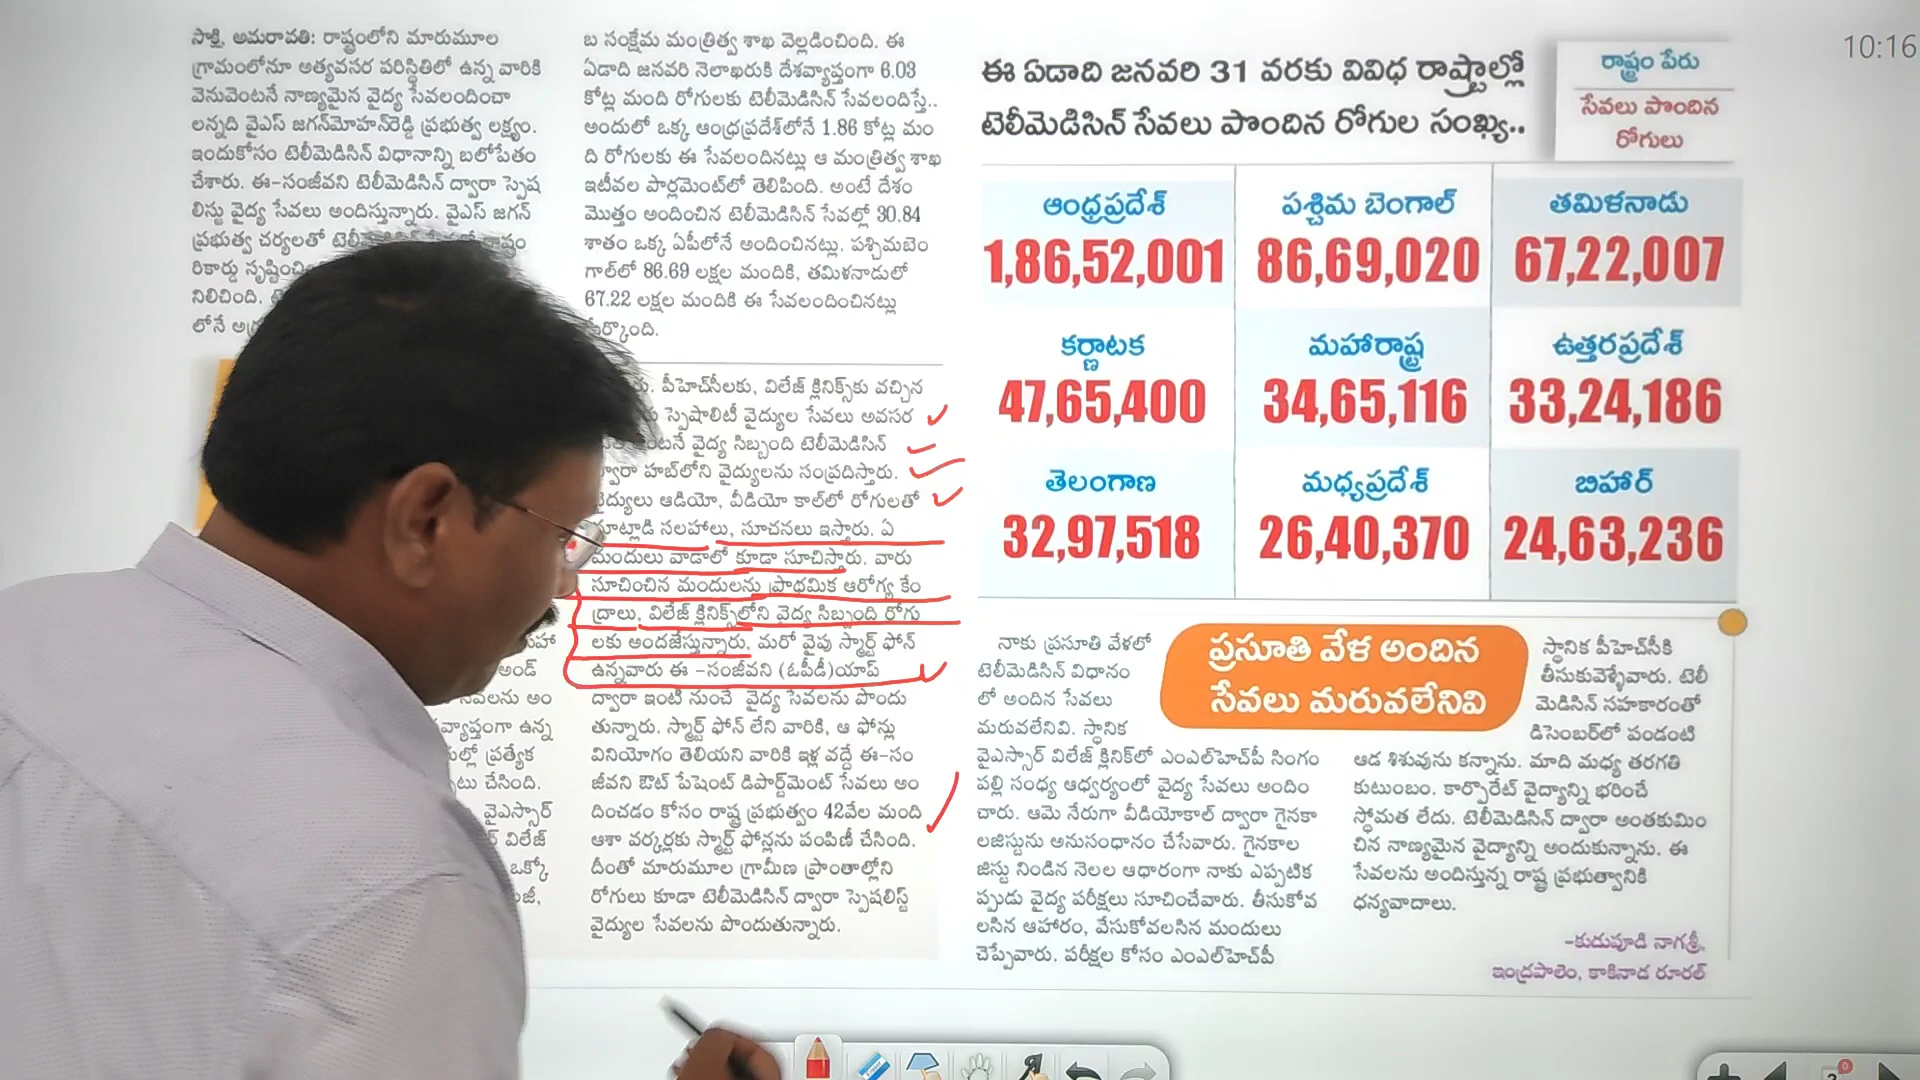 సాక్షి, అమరావతి: రాష్ట్రంలోని మారుమూల
గ్రామంలోనూ అత్యవసర పరిస్థితిలో ఉన్న వారికి
వెనువెంటనే నాణ్యమైన వైద్య సేవలందించా
లన్నది వైఎస్ జగన్‌మోహన్‌రెడ్డి ప్రభుత్వ లక్ష్యం.
ఇందుకోసం టెలీమెడిసిన్ విధానాన్ని బలోపేతం
చేశారు. ఈ-సంజీవని టెలీమెడిసిన్ ద్వారా స్పెష
లిస్టు వైద్య సేవలు అందిస్తున్నారు. వైఎస్ జగన్
ప్రభుత్వ చర్యలతో
రికార్డు
నిలిచింది.
లోనే
బ సంక్షేమ మంత్రిత్వ శాఖ వెల్లడించింది. ఈ
ఏడాది జనవరి నెలాఖరుకి దేశవ్యాప్తంగా 6.03
కోట్ల మంది రోగులకు టెలీమెడిసిన్ సేవలందిస్తే..
అందులో ఒక్క ఆంధ్రప్రదేశ్‌లోనే 1.86 కోట్ల మం
ది రోగులకు ఈ సేవలందినట్లు ఆ మంత్రిత్వ శాఖ
ఇటీవల పార్లమెంట్‌లో తెలిపింది. అంటే దేశం
మొత్తం అందించిన టెలీమెడిసిన్ సేవల్లో 30.84
శాతం ఒక్క ఏపీలోనే అందించినట్లు. పశ్చిమబెం
గాల్‌లో 86.69 లక్షల మందికి, తమిళనాడులో
67.22 లక్షల మందికి ఈ సేవలందించినట్లు
పీహెచ్‌సీలకు, విలేజ్ క్లినిక్స్‌కు వచ్చిన
స్పెషాలిటీ వైద్యుల సేవలు అవసర
వైద్య సిబ్బంది టెలీమెడిసిన్
హబ్‌లోని వైద్యులను సంప్రదిస్తారు.
ఆడియో, వీడియో కాల్‌లో రోగులతో
సలహాలు, సూచనలు ఇస్తారు. ఏ
మందులు వాడాలో కూడా సూచిస్తారు. వారు
సూచించిన మందులను ప్రాథమిక ఆరోగ్య కేం
ద్రాలు, విలేజ్ క్లినిక్స్‌లోని వైద్య సిబ్బంది రోగు
లకు అందజేస్తున్నారు. మరో వైపు స్మార్ట్ ఫోన్
ఉన్నవారు ఈ -సంజీవని (ఓపీడీ)యాప్
ద్వారా ఇంటి నుంచే వైద్య సేవలను పొందు
తున్నారు. స్మార్ట్ ఫోన్ లేని వారికి, ఆ ఫోన్లు
వినియోగం తెలియని వారికి ఇళ్ల వద్దే ఈ-సం
జీవని ఔట్ పేషెంట్ డిపార్ట్‌మెంట్ సేవలు అం
దించడం కోసం రాష్ట్ర ప్రభుత్వం 42వేల మంది
ఆశా వర్కర్లకు స్మార్ట్ ఫోన్లను పంపిణీ చేసింది.
దీంతో మారుమూల గ్రామీణ ప్రాంతాల్లోని
రోగులు కూడా టెలీమెడిసిన్ ద్వారా స్పెషలిస్ట్
వైద్యుల సేవలను పొందుతున్నారు.
అండ్
ఉన్న
ప్రత్యేక
చేసింది.
వైఎస్సార్
విలేజ్
ఒక్కో
ఈ ఏడాది జనవరి 31 వరకు వివిధ రాష్ట్రాల్లో
టెలీమెడిసిన్ సేవలు పొందిన రోగుల సంఖ్య..
రాష్ట్రం పేరు
సేవలు పొందిన
రోగులు
10:16
ఆంధ్రప్రదేశ్ పశ్చిమ బెంగాల్ తమిళనాడు
1,86,52,001 86,69,020 67,22,007
కర్ణాటక మహారాష్ట్ర ఉత్తరప్రదేశ్
47,65,400 34,65,116 33,24,186
తెలంగాణ మధ్యప్రదేశ్ బిహార్
32,97,518 26,40,370 24,63,236
ప్రసూతి వేళ అందిన
సేవలు మరువలేనివి
నాకు ప్రసూతి వేళలో
టెలీమెడిసిన్ విధానం
లో అందిన సేవలు
మరువలేనివి. స్థానిక
వైఎస్సార్ విలేజ్ క్లినిక్‌లో ఎంఎల్‌హెచ్‌పీ సింగం
పల్లి సంధ్య ఆధ్వర్యంలో వైద్య సేవలు అందిం
చారు. ఆమె నేరుగా వీడియోకాల్ ద్వారా గైనకా
లజిస్టును అనుసంధానం చేసేవారు. గైనకాల
జిస్టు నిండిన నెలల ఆధారంగా నాకు ఎప్పటిక
ప్పుడు వైద్య పరీక్షలు సూచించేవారు. తీసుకోవ
లసిన ఆహారం, వేసుకోవలసిన మందులు
చెప్పేవారు. పరీక్షల కోసం ఎంఎల్‌హెచ్‌పీ
స్థానిక పీహెచ్‌సీకి
తీసుకువెళ్ళేవారు. టెలీ
మెడిసిన్ సహకారంతో
డిసెంబర్‌లో పండంటి
ఆడ శిశువును కన్నాను. మాది మధ్య తరగతి
కుటుంబం. కార్పొరేట్ వైద్యాన్ని భరించే
స్థోమత లేదు. టెలీమెడిసిన్ ద్వారా అంతకుమిం
చిన నాణ్యమైన వైద్యాన్ని అందుకున్నాను. ఈ
సేవలను అందిస్తున్న రాష్ట్ర ప్రభుత్వానికి
ధన్యవాదాలు.
-కుడుపూడి నాగశ్రీ,
ఇంద్రపాలెం, కాకినాడ రూరల్